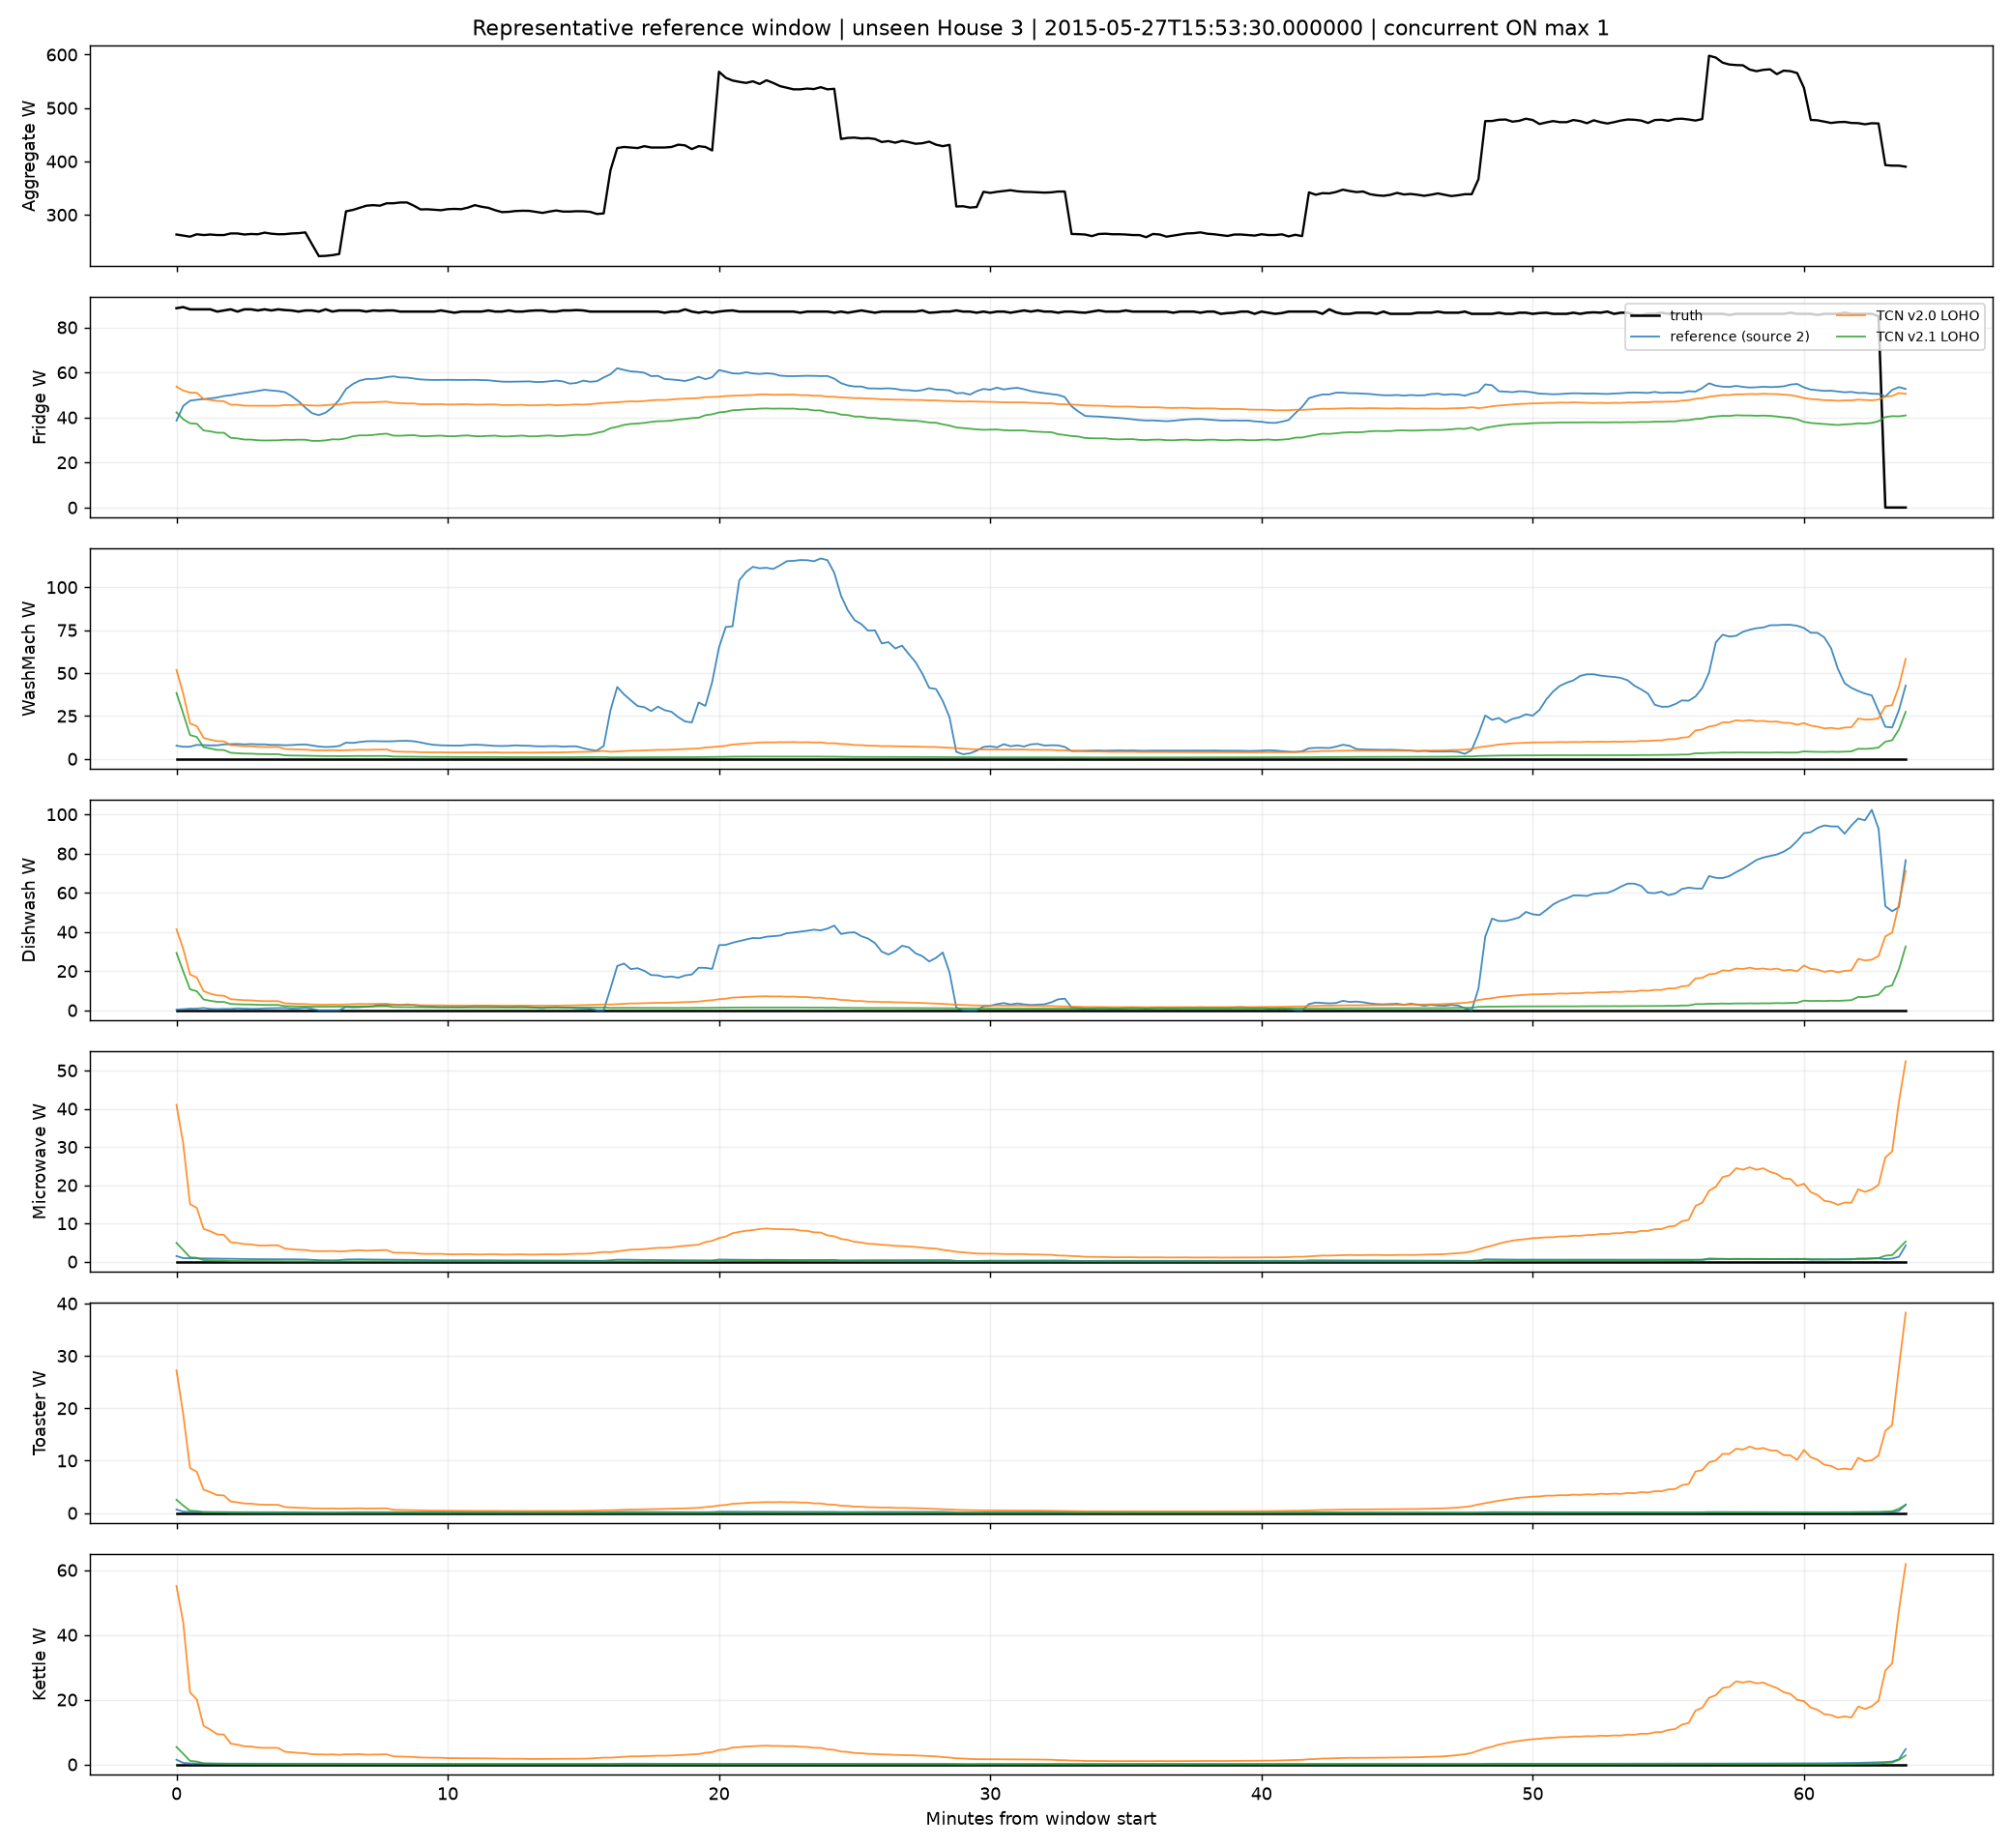 Representative reference window | unseen House 3 | 2015-05-27T15:53:30.000000 | concurrent ON max 1
Aggregate W
600
500
400
300
Fridge W
80
60
40
20
0
truth
reference (source 2)
TCN v2.0 LOHO
TCN v2.1 LOHO
WashMach W
100
75
50
25
0
Dishwash W
100
80
60
40
20
0
Microwave W
50
40
30
20
10
0
Toaster W
40
30
20
10
0
Kettle W
60
40
20
0
0 10 20 30 40 50 60
Minutes from window start